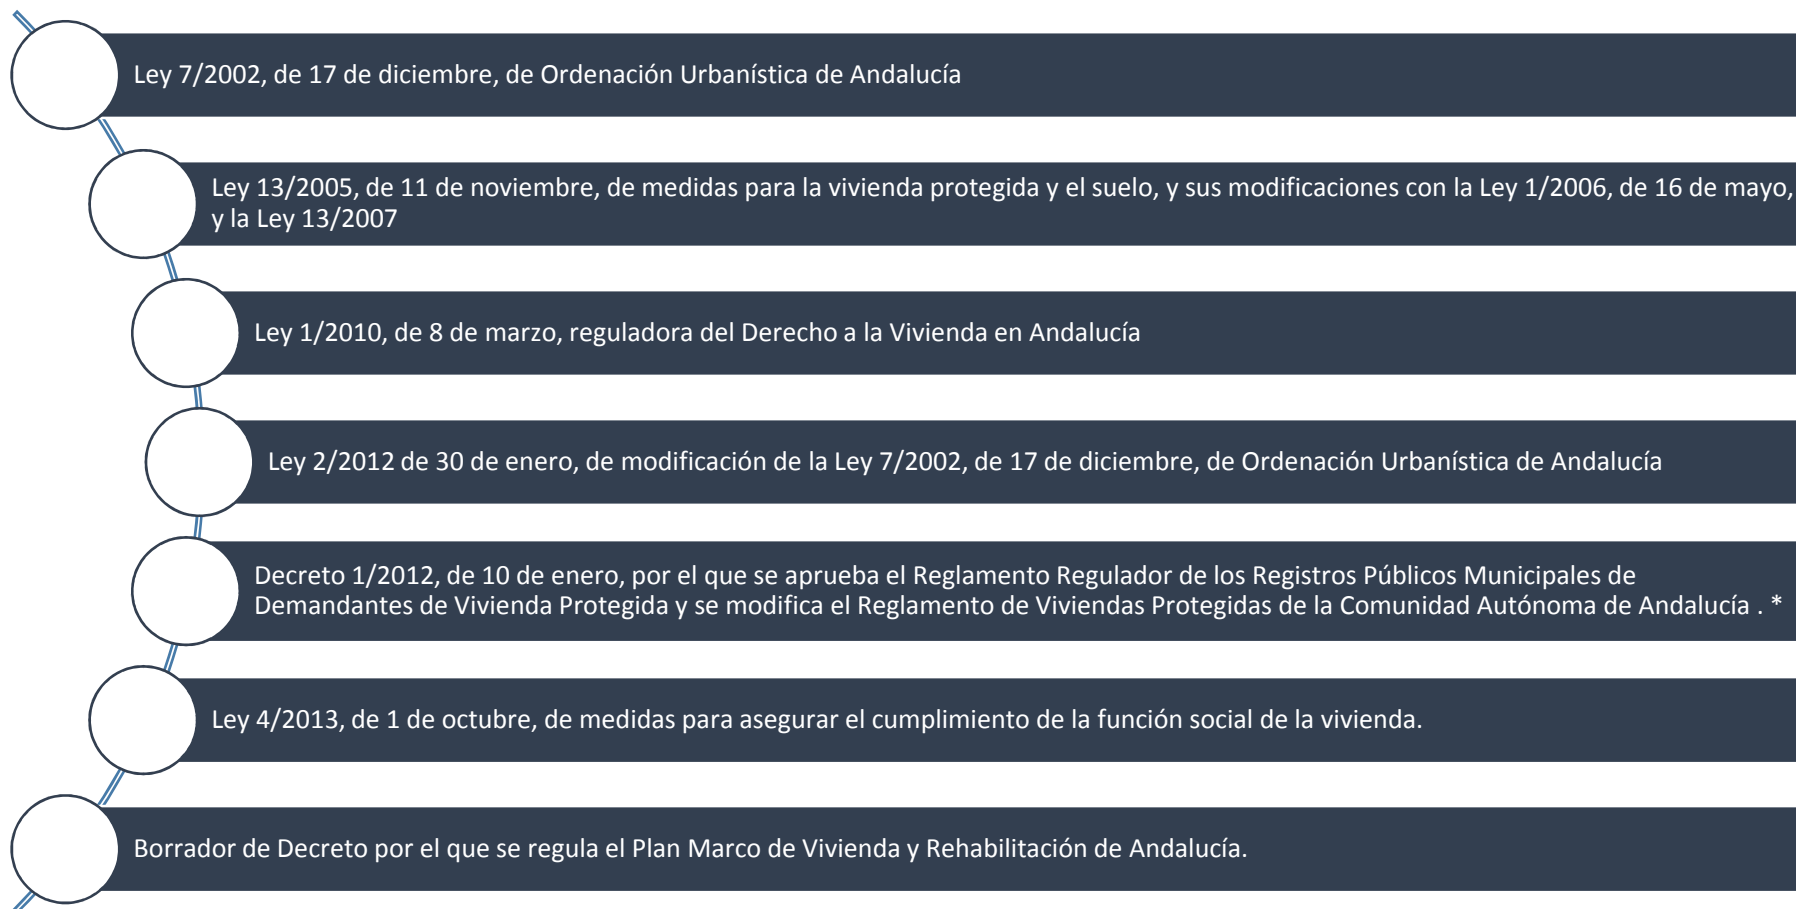 Ley 7/2002, de 17 de diciembre, de Ordenación Urbanística de Andalucía
Ley 13/2005, de 11 de noviembre, de medidas para la vivienda protegida y el suelo, y sus modificaciones con la Ley 1/2006, de 16 de mayo,
y la Ley 13/2007
Ley 1/2010, de 8 de marzo, reguladora del Derecho a la Vivienda en Andalucía
Ley 2/2012 de 30 de enero, de modificación de la Ley 7/2002, de 17 de diciembre, de Ordenación Urbanística de Andalucía
Decreto 1/2012, de 10 de enero, por el que se aprueba el Reglamento Regulador de los Registros Públicos Municipales de
Demandantes de Vivienda Protegida y se modifica el Reglamento de Viviendas Protegidas de la Comunidad Autónoma de Andalucía . *
Ley 4/2013, de 1 de octubre, de medidas para asegurar el cumplimiento de la función social de la vivienda.
Borrador de Decreto por el que se regula el Plan Marco de Vivienda y Rehabilitación de Andalucía.